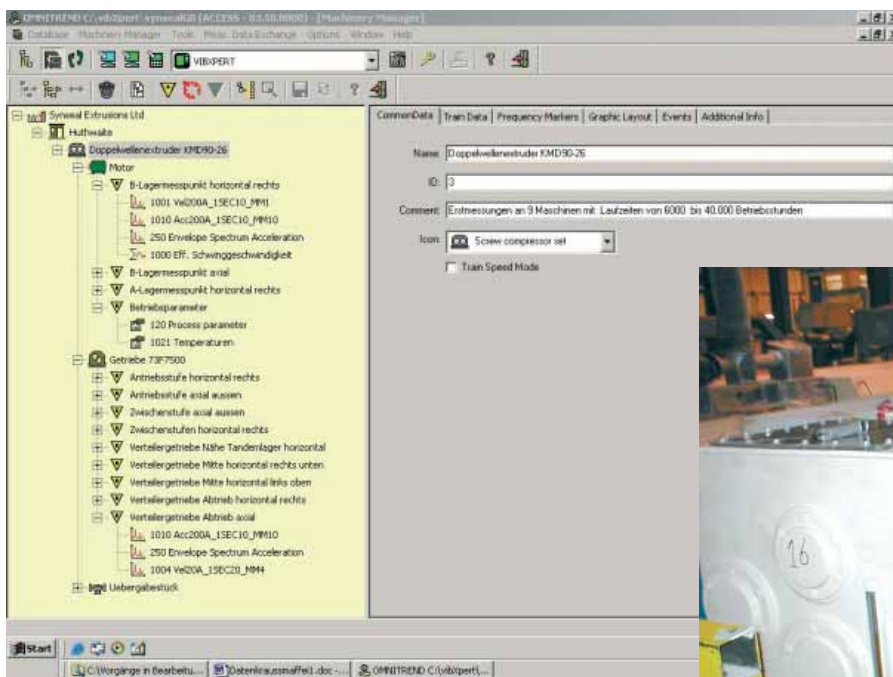 OMNITREND C:\vibXpert\synenalGB (ACCESS - 03.50.0000) - [Machinery Manager]
Database Machinery Manager Tools Meas. Data Exchange Options Window Help
VIBXPERT
Syneral Extrusions Ltd
Huthwaite
Doppelwellenextruder KMD90-26
Motor
B-Lagermesspunkt horizontal rechts
1001 Vel200A_1SEC10_MM1
1010 Acc200A_1SEC10_MM10
250 Envelope Spectrum Acceleration
1000 Eff. Schwinggeschwindigkeit
B-Lagermesspunkt axial
A-Lagermesspunkt horizontal rechts
Betriebsparameter
120 Process parameter
1021 Temperaturen
Getriebe 73F7500
Antriebsstufe horizontal rechts
Antriebsstufe axial aussen
Zwischenstufe axial aussen
Zwischenstufen horizontal rechts
Verteilergetriebe Nähe Tandemlager horizontal
Verteilergetriebe Mitte horizontal rechts unten
Verteilergetriebe Mitte horizontal links oben
Verteilergetriebe Abtrieb horizontal rechts
Verteilergetriebe Abtrieb axial
1010 Acc200A_1SEC10_MM10
250 Envelope Spectrum Acceleration
1004 Vel20A_1SEC20_MM4
Uebergabestück
CommonData Train Data Frequency Markers Graphic Layout Events Additional Info
Name: Doppelwellenextruder KMD90-26
ID: 3
Comment: Erstmessungen an 9 Maschinen mit Laufzeiten von 6000 bis 40.000 Betriebsstunden
Icon: Screw compressor set
Train Speed Mode
16
Start
C:\Vorgänge in Bearbeitu... Datenkraussmaffei1.doc -... OMNITREND C:\vibXpert\...